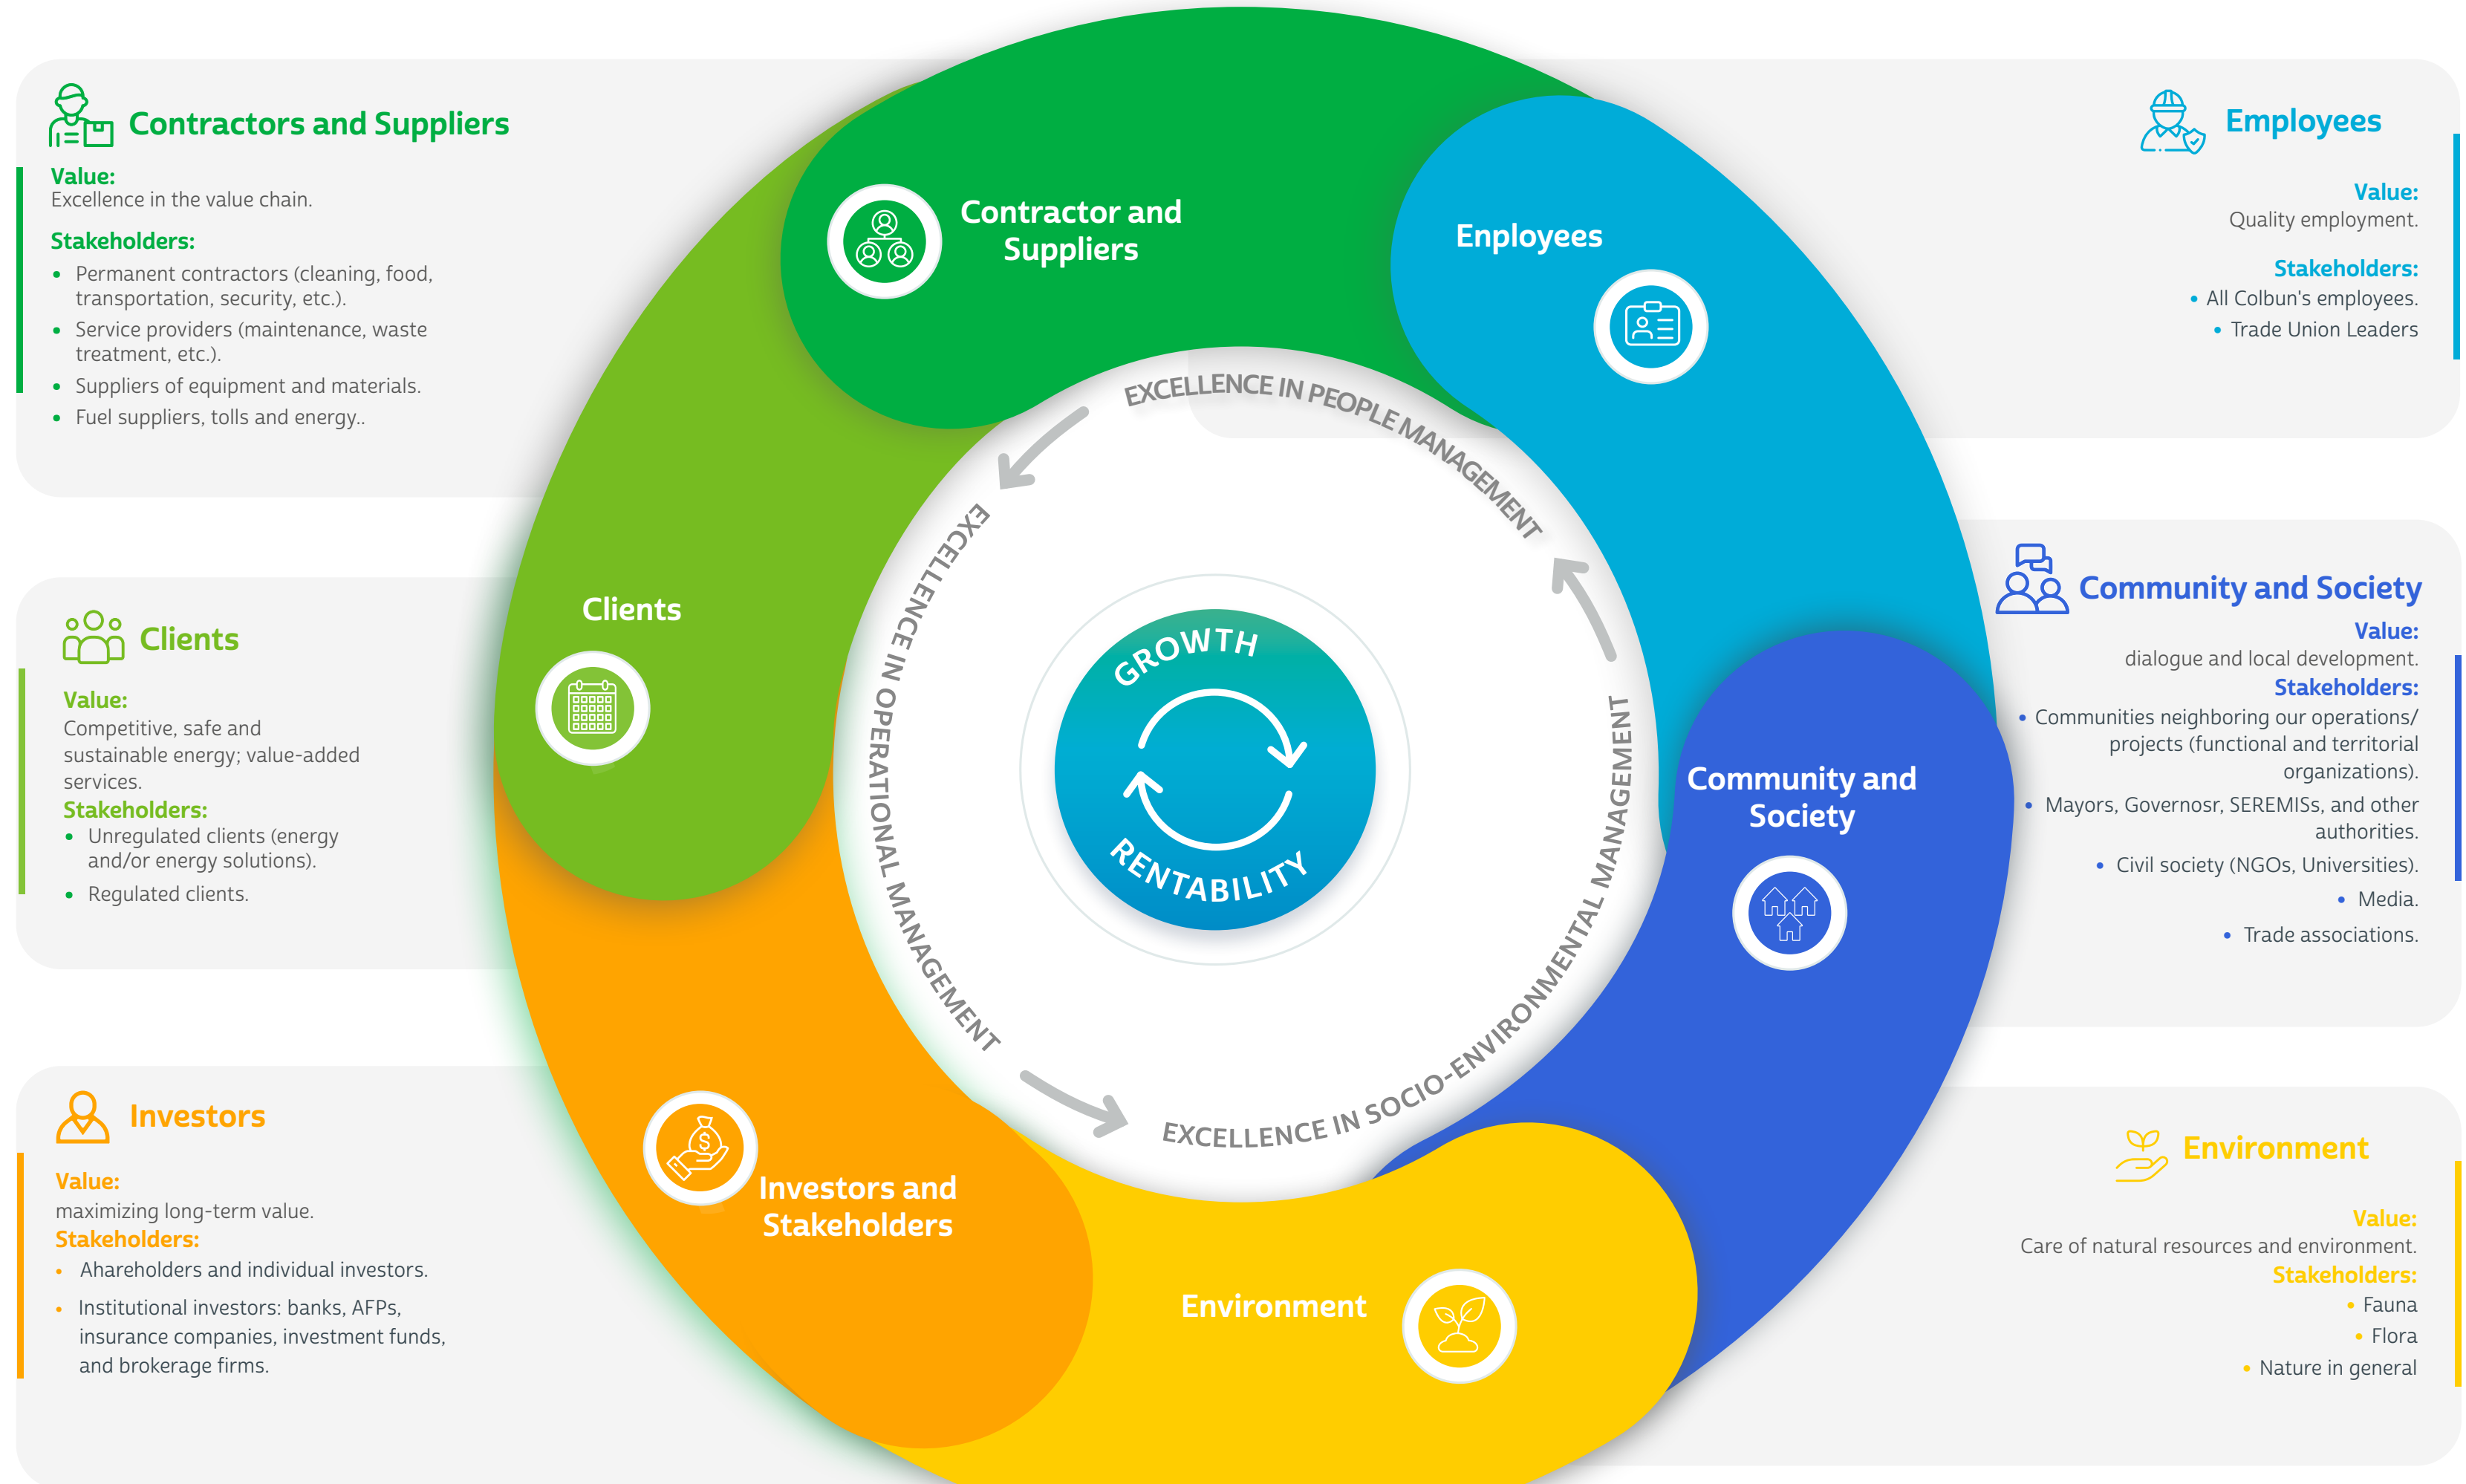 Contractors and Suppliers
Value:
Excellence in the value chain.
Stakeholders:
• Permanent contractors (cleaning, food,
transportation, security, etc.).
• Service providers (maintenance, waste
treatment, etc.).
• Suppliers of equipment and materials.
• Fuel suppliers, tolls and energy..
Clients
Value:
Competitive, safe and
sustainable energy; value-added
services.
Stakeholders:
• Unregulated clients (energy
and/or energy solutions).
• Regulated clients.
Investors
Value:
maximizing long-term value.
Stakeholders:
• Ahareholders and individual investors.
• Institutional investors: banks, AFPs,
insurance companies, investment funds,
and brokerage firms.
Contractor and
Suppliers
Enployees
Clients
Community and
Society
Investors and
Stakeholders
$
Environment
EXCELLENCE IN PEOPLE MANAGEMENT
EXCELLENCE IN OPERATIONAL MANAGEMENT
EXCELLENCE IN SOCIO-ENVIRONMENTAL MANAGEMENT
GROWTH
RENTABILITY
Employees
Value:
Quality employment.
Stakeholders:
• All Colbun's employees.
• Trade Union Leaders
Community and Society
Value:
dialogue and local development.
Stakeholders:
• Communities neighboring our operations/
projects (functional and territorial
organizations).
• Mayors, Governosr, SEREMISs, and other
authorities.
• Civil society (NGOs, Universities).
• Media.
• Trade associations.
Environment
Value:
Care of natural resources and environment.
Stakeholders:
• Fauna
• Flora
• Nature in general